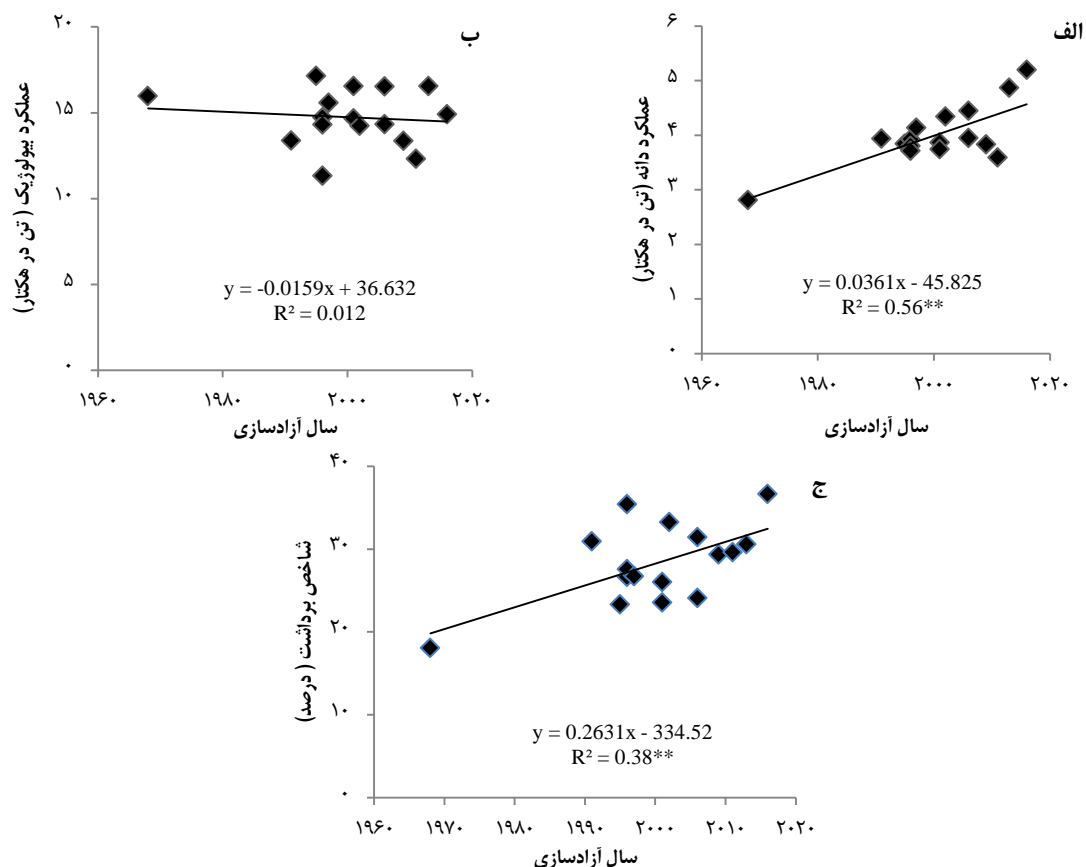 الف
عملکرد دانه (تن در هکتار)
۶
۵
۴
۳
۲
۱
۰
y = 0.0361x - 45.825
R² = 0.56**
۱۹۶۰ ۱۹۸۰ ۲۰۰۰ ۲۰۲۰
سال آزادسازی
ب
عملکرد بیولوژیک ( تن در هکتار)
۲۰
۱۵
۱۰
۵
۰
y = -0.0159x + 36.632
R² = 0.012
۱۹۶۰ ۱۹۸۰ ۲۰۰۰ ۲۰۲۰
سال آزادسازی
ج
شاخص برداشت ( درصد)
۴۰
۳۰
۲۰
۱۰
۰
y = 0.2631x - 334.52
R² = 0.38**
۱۹۶۰ ۱۹۷۰ ۱۹۸۰ ۱۹۹۰ ۲۰۰۰ ۲۰۱۰ ۲۰۲۰
سال آزادسازی